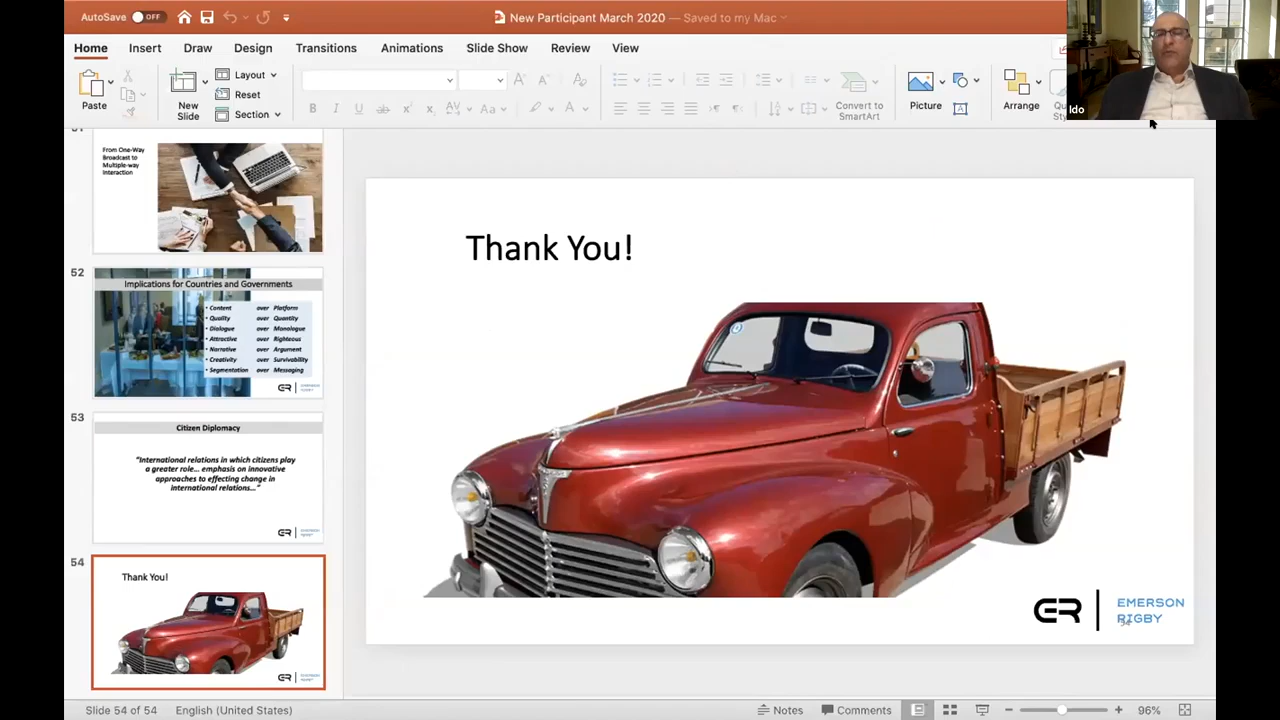 AutoSave OFF
New Participant March 2020 — Saved to my Mac
Home Insert Draw Design Transitions Animations Slide Show Review View
Paste
New
Slide
Layout
Reset
Section
B I U ab
Aa
A
Convert to
SmartArt
Picture
Arrange
Ido
From One-Way
Broadcast to
Multiple-way
Interaction
52
Implications for Countries and Governments
• Content over Platform
• Quality over Quantity
• Dialogue over Monologue
• Attractive over Righteous
• Narrative over Argument
• Creativity over Survivability
• Segmentation over Messaging
53
Citizen Diplomacy
“International relations in which citizens play
a greater role... emphasis on innovative
approaches to effecting change in
international relations...”
54
Thank You!
Thank You!
ER | EMERSON
RIGBY
54
Slide 54 of 54 English (United States)
Notes Comments 96%